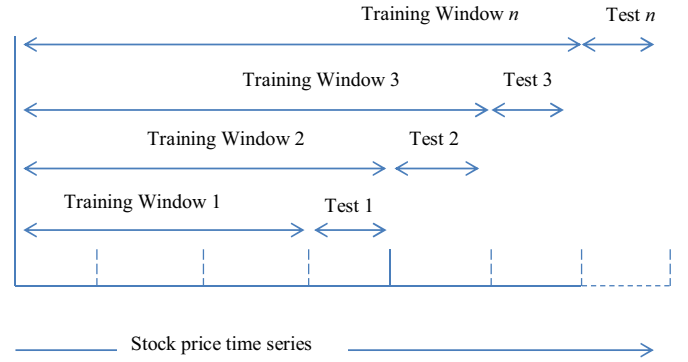 Training Window n
Test n
Training Window 3
Test 3
Training Window 2
Test 2
Training Window 1
Test 1
Stock price time series